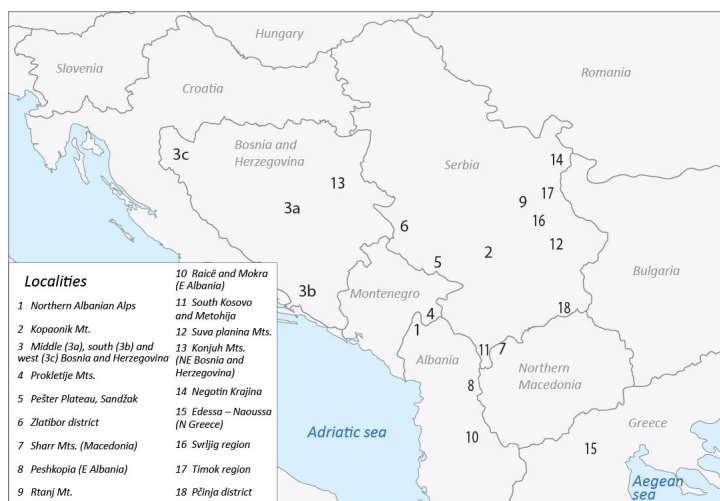 Hungary
Slovenia
Romania
Croatia
Bosnia and
Herzegovina
Serbia
3c
14
13
17
9
3a
16
6
12
2
5
Bulgaria
3b
Montenegro
18
4
1
11
7
Albania
Northern
Macedonia
8
Greece
Adriatic sea
10
15
Aegean
sea
Localities
1 Northern Albanian Alps
2 Kopaonik Mt.
3 Middle (3a), south (3b) and
west (3c) Bosnia and Herzegovina
4 Prokletije Mts.
5 Pešter Plateau, Sandžak
6 Zlatibor district
7 Sharr Mts. (Macedonia)
8 Peshkopia (E Albania)
9 Rtanj Mt.
10 Raicë and Mokra
(E Albania)
11 South Kosovo
and Metohija
12 Suva planina Mts.
13 Konjuh Mts.
(NE Bosnia and
Herzegovina)
14 Negotin Krajina
15 Edessa – Naoussa
(N Greece)
16 Svrljig region
17 Timok region
18 Pčinja district